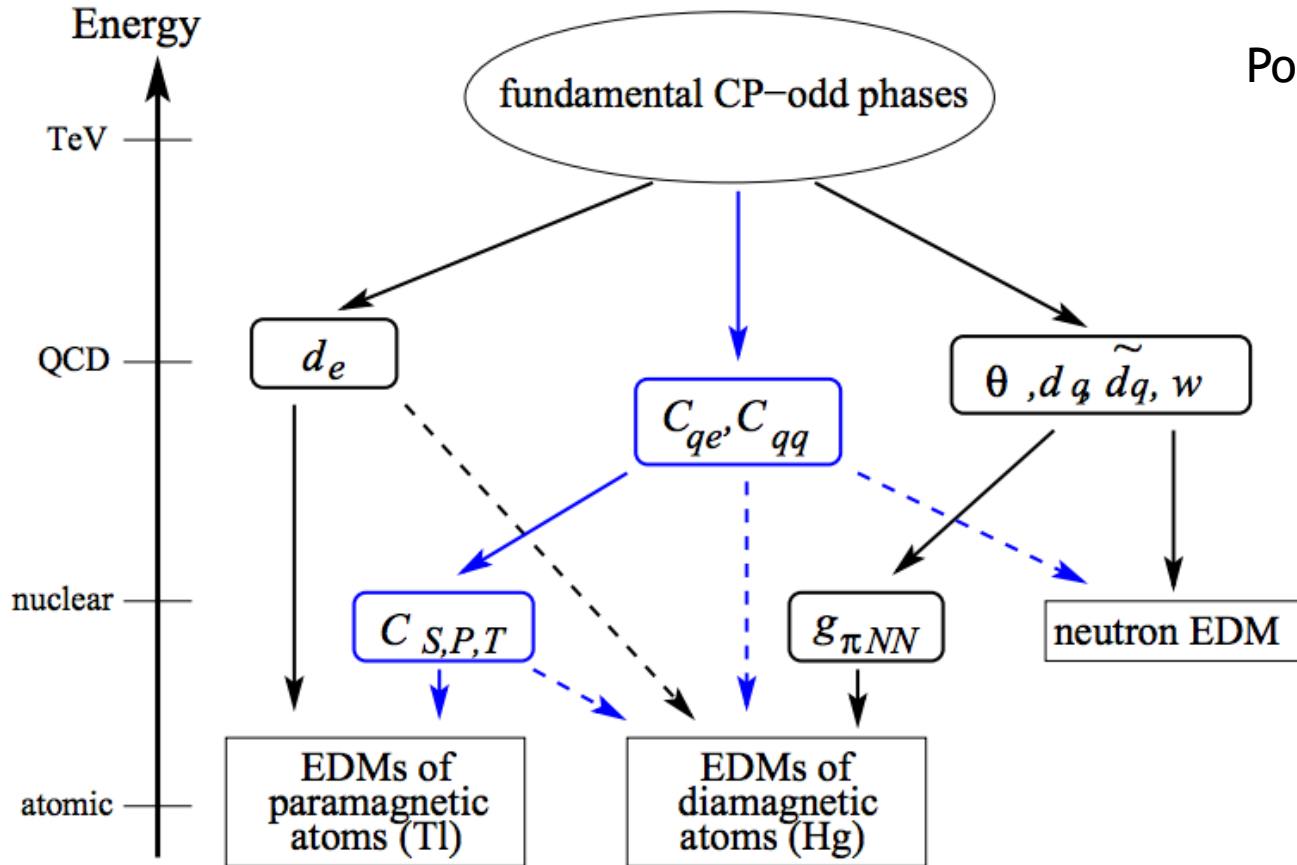 Energy
Po
fundamental CP−odd phases
TeV
QCD
d_e
θ ,d_q, d̃_q, w
C_qe, C_qq
nuclear
C_S,P,T
g_πNN
neutron EDM
atomic
EDMs of
paramagnetic
atoms (Tl)
EDMs of
diamagnetic
atoms (Hg)